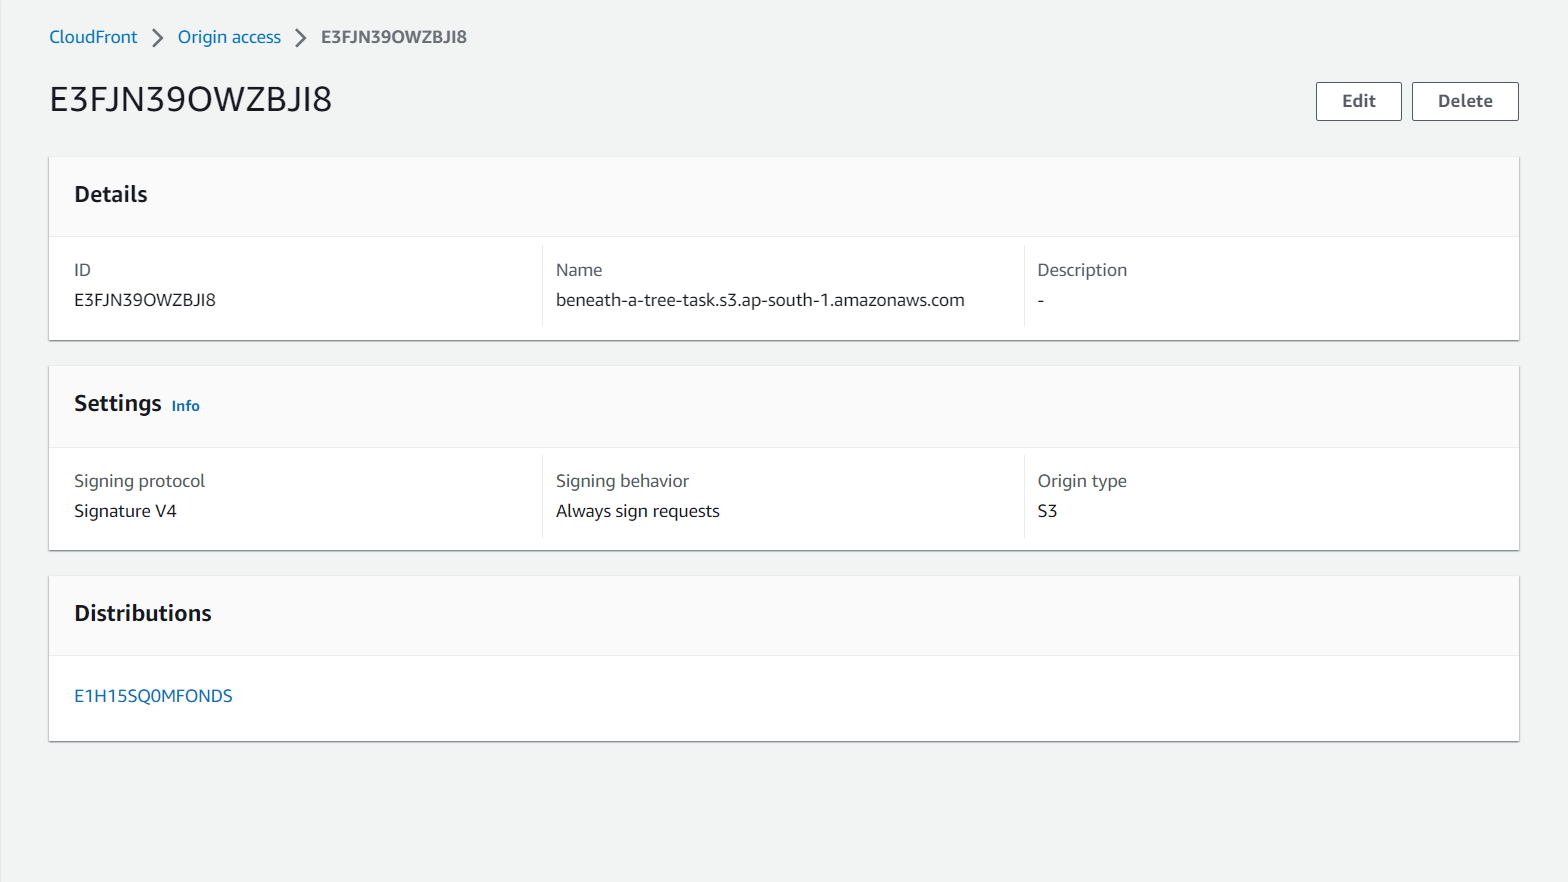 CloudFront > Origin access > E3FJN39OWZBJI8
E3FJN39OWZBJI8
Edit Delete
Details
ID Name Description
E3FJN39OWZBJI8 beneath-a-tree-task.s3.ap-south-1.amazonaws.com -
Settings Info
Signing protocol Signing behavior Origin type
Signature V4 Always sign requests S3
Distributions
E1H15SQ0MFONDS